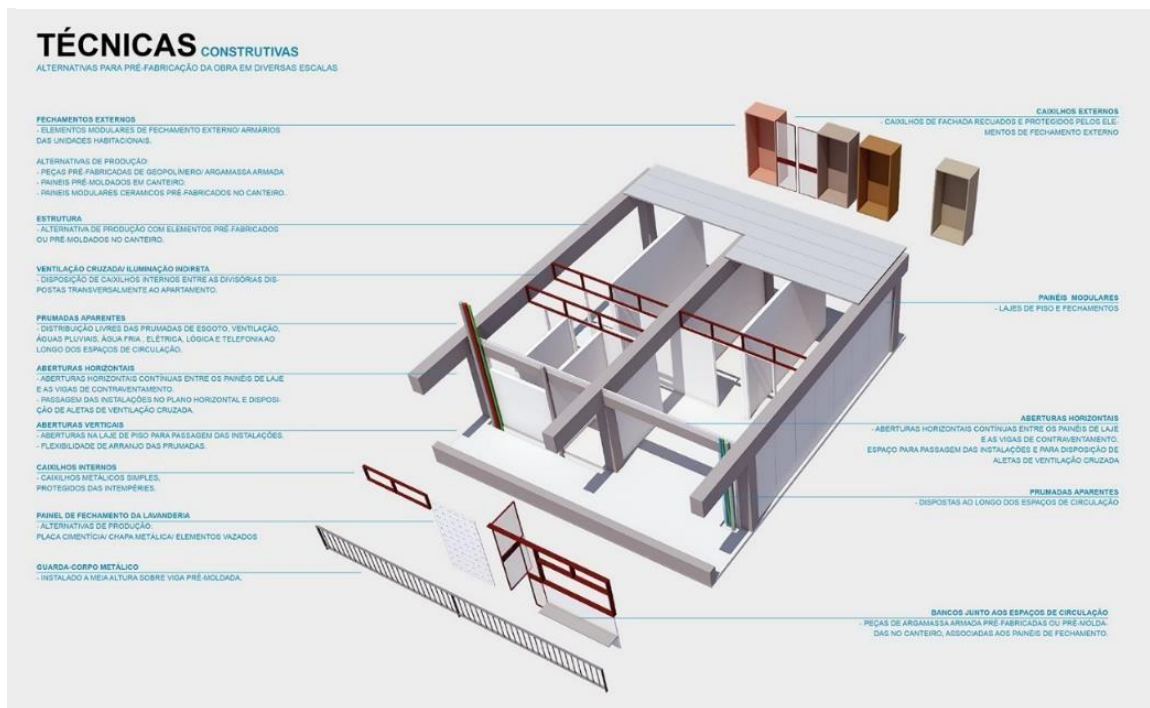 TÉCNICAS CONSTRUTIVAS
ALTERNATIVAS PARA PRÉ-FABRICAÇÃO DA OBRA EM DIVERSAS ESCALAS
FECHAMENTOS EXTERNOS
- ELEMENTOS MODULARES DE FECHAMENTO EXTERNO/ ARMÁRIOS
DAS UNIDADES HABITACIONAIS.
ALTERNATIVAS DE PRODUÇÃO:
- PEÇAS PRÉ-FABRICADAS DE GEOPOLÍMERO/ ARGAMASSA ARMADA
- PAINEIS PRÉ-MOLDADOS EM CANTEIRO:
- PAINEIS MODULARES CERAMICOS PRÉ-FABRICADOS NO CANTEIRO.
ESTRUTURA
- ALTERNATIVA DE PRODUÇÃO COM ELEMENTOS PRÉ-FABRICADOS
OU PRÉ-MOLDADOS NO CANTEIRO.
VENTILAÇÃO CRUZADA/ ILUMINAÇÃO INDIRETA
- DISPOSIÇÃO DE CAIXILHOS INTERNOS ENTRE AS DIVISÓRIAS DIS-
POSTAS TRANSVERSALMENTE AO APARTAMENTO.
PRUMADAS APARENTES
- DISTRIBUIÇÃO LIVRES DAS PRUMADAS DE ESGOTO, VENTILAÇÃO,
ÁGUAS PLUVIAIS, ÁGUA FRIA , ELÉTRICA, LÓGICA E TELEFONIA AO
LONGO DOS ESPAÇOS DE CIRCULAÇÃO.
ABERTURAS HORIZONTAIS
- ABERTURAS HORIZONTAIS CONTÍNUAS ENTRE OS PAINÉIS DE LAJE
E AS VIGAS DE CONTRAVENTAMENTO.
- PASSAGEM DAS INSTALAÇÕES NO PLANO HORIZONTAL E DISPOSI-
ÇÃO DE ALETAS DE VENTILAÇÃO CRUZADA.
ABERTURAS VERTICAIS
- ABERTURAS NA LAJE DE PISO PARA PASSAGEM DAS INSTALAÇÕES.
- FLEXIBILIDADE DE ARRANJO DAS PRUMADAS.
CAIXILHOS INTERNOS
- CAIXILHOS METÁLICOS SIMPLES,
PROTEGIDOS DAS INTEMPÉRIES.
PAINEL DE FECHAMENTO DA LAVANDERIA
- ALTERNATIVAS DE PRODUÇÃO:
PLACA CIMENTÍCIA/ CHAPA METÁLICA/ ELEMENTOS VAZADOS
GUARDA-CORPO METÁLICO
- INSTALADO A MEIA ALTURA SOBRE VIGA PRÉ-MOLDADA.
CAIXILHOS EXTERNOS
- CAIXILHOS DE FACHADA RECUADOS E PROTEGIDOS PELOS ELE-
MENTOS DE FECHAMENTO EXTERNO
PAINÉIS MODULARES
- LAJES DE PISO E FECHAMENTOS
ABERTURAS HORIZONTAIS
- ABERTURAS HORIZONTAIS CONTÍNUAS ENTRE OS PAINÉIS DE LAJE
E AS VIGAS DE CONTRAVENTAMENTO.
ESPAÇO PARA PASSAGEM DAS INSTALAÇÕES E PARA DISPOSIÇÃO DE
ALETAS DE VENTILAÇÃO CRUZADA
PRUMADAS APARENTES
- DISPOSTAS AO LONGO DOS ESPAÇOS DE CIRCULAÇÃO
BANCOS JUNTO AOS ESPAÇOS DE CIRCULAÇÃO
- PEÇAS DE ARGAMASSA ARMADA PRÉ-FABRICADAS OU PRÉ-MOLDA-
DAS NO CANTEIRO, ASSOCIADAS AOS PAINÉIS DE FECHAMENTO.